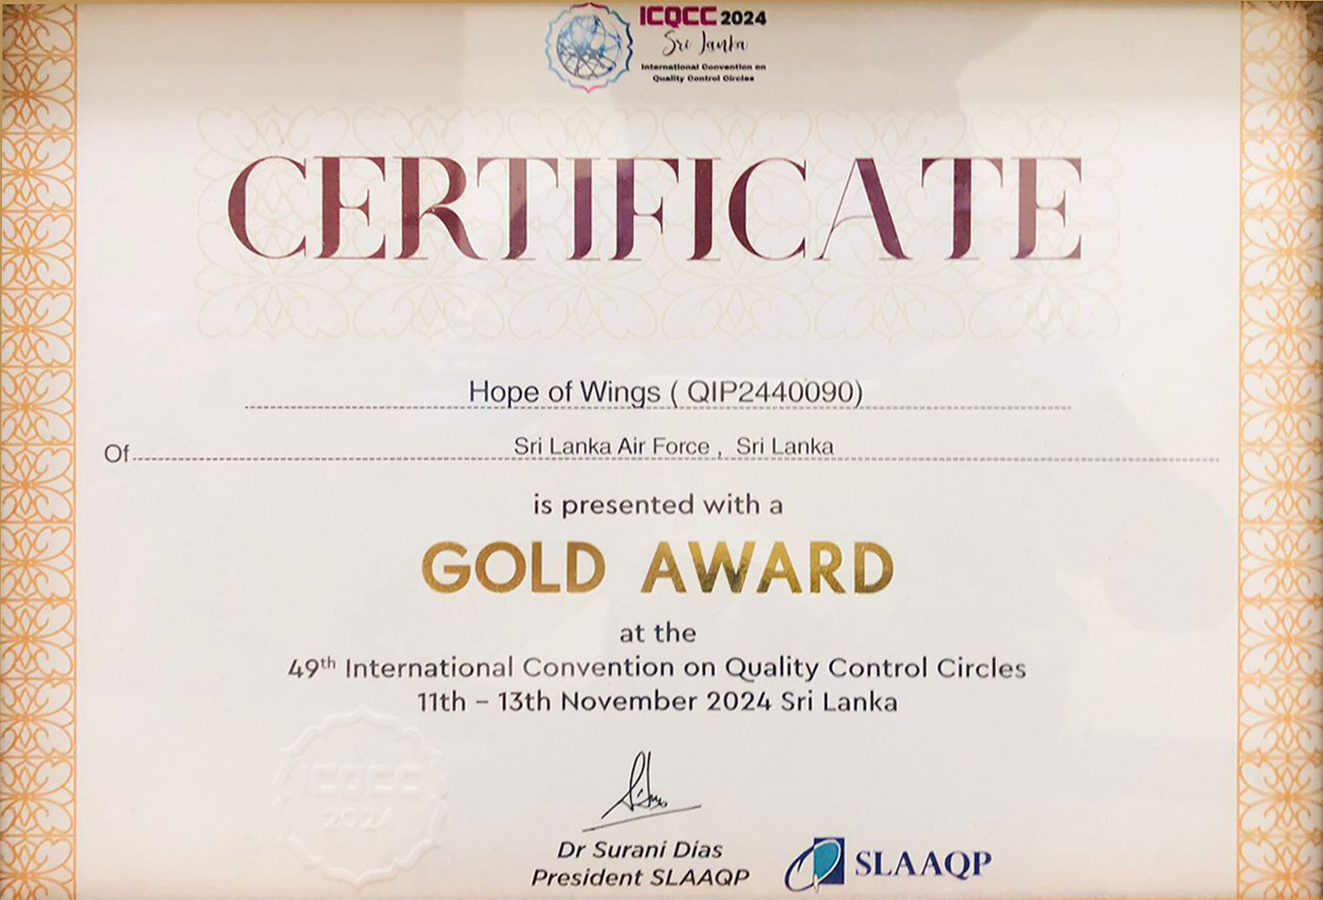 ICQCC 2024
Sri Lanka
International Convention on
Quality Control Circles
CERTIFICATE
Hope of Wings ( QIP2440090)
Of Sri Lanka Air Force , Sri Lanka
is presented with a
GOLD AWARD
at the
49th International Convention on Quality Control Circles
11th – 13th November 2024 Sri Lanka
ICQCC
2024
Dr Surani Dias
President SLAAQP
SLAAQP